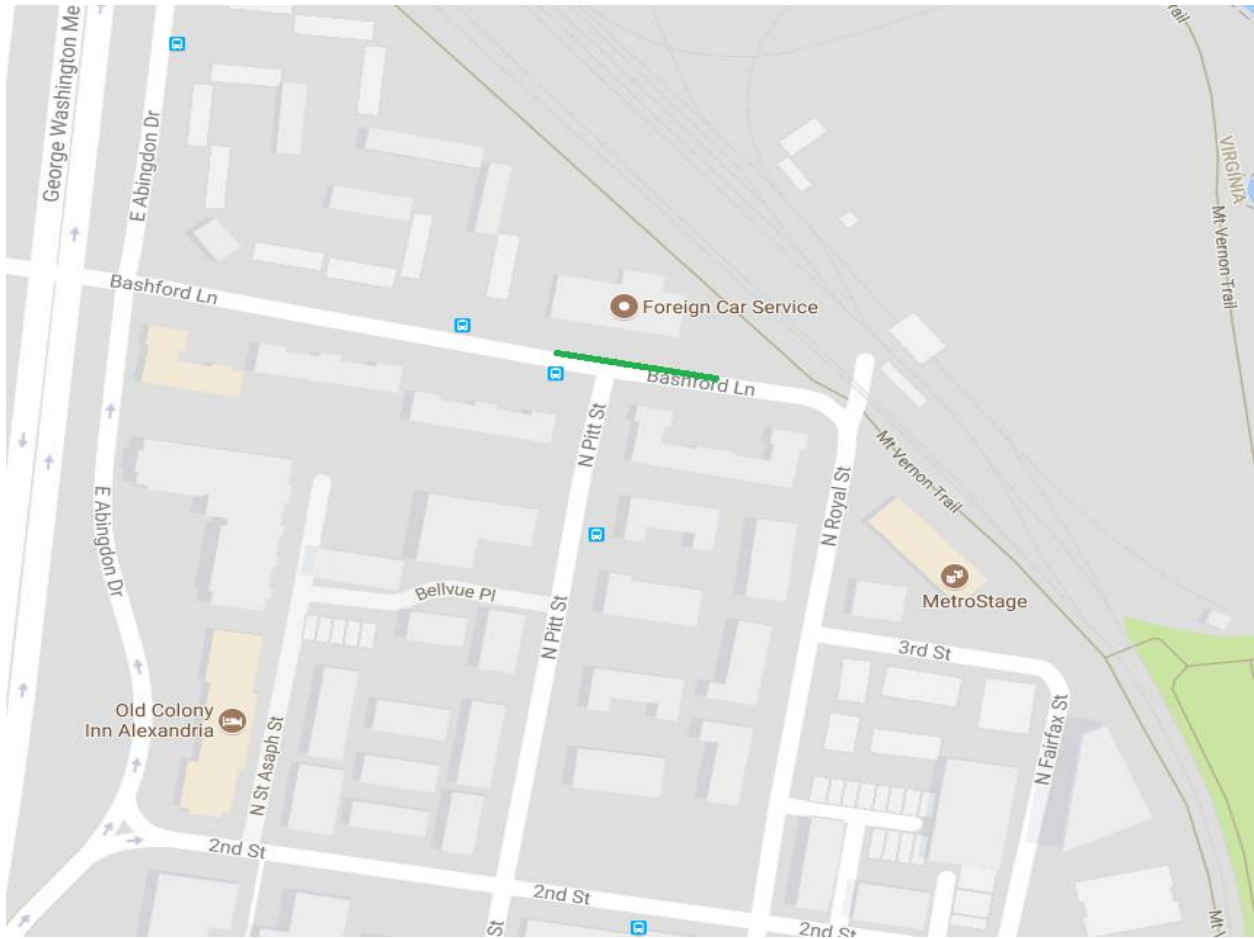 George Washington Me
E Abingdon Dr
Bashford Ln
Foreign Car Service
Bashford Ln
VIRGINIA
Mt Vernon Trail
Mt-Vernon-Trail
N Pitt St
N Royal St
E Abingdon Dr
Bellvue Pl
MetroStage
N Pitt St
3rd St
Old Colony
Inn Alexandria
N St Asaph St
N Fairfax St
2nd St
2nd St
2nd St
St